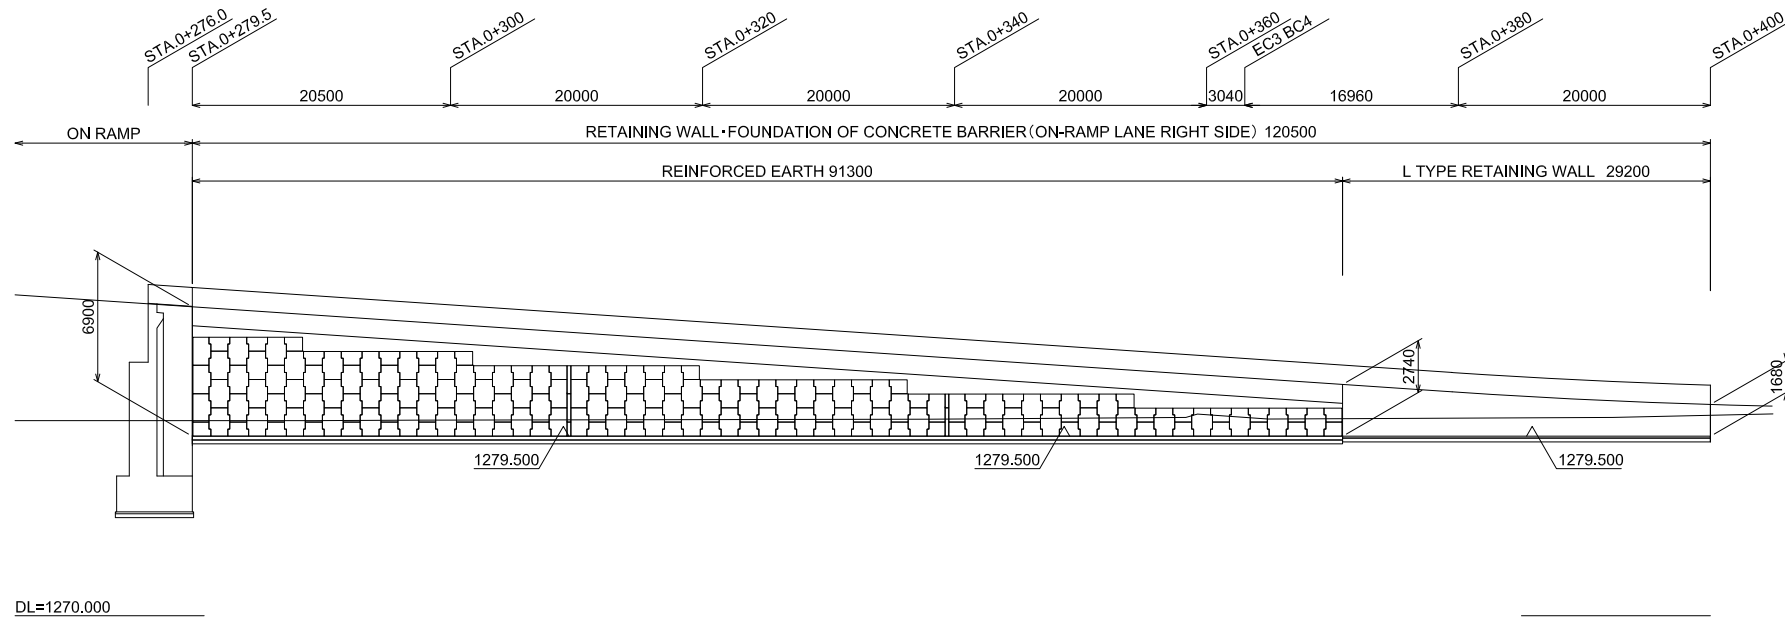 STA.0+276.0
STA.0+279.5
STA.0+300
STA.0+320
STA.0+340
STA.0+360
EC3 BC4
STA.0+380
STA.0+400
20500
20000
20000
20000
3040
16960
20000
ON RAMP
RETAINING WALL・FOUNDATION OF CONCRETE BARRIER(ON-RAMP LANE RIGHT SIDE) 120500
REINFORCED EARTH 91300
L TYPE RETAINING WALL 29200
6900
2740
1680
1279.500
1279.500
1279.500
DL=1270.000